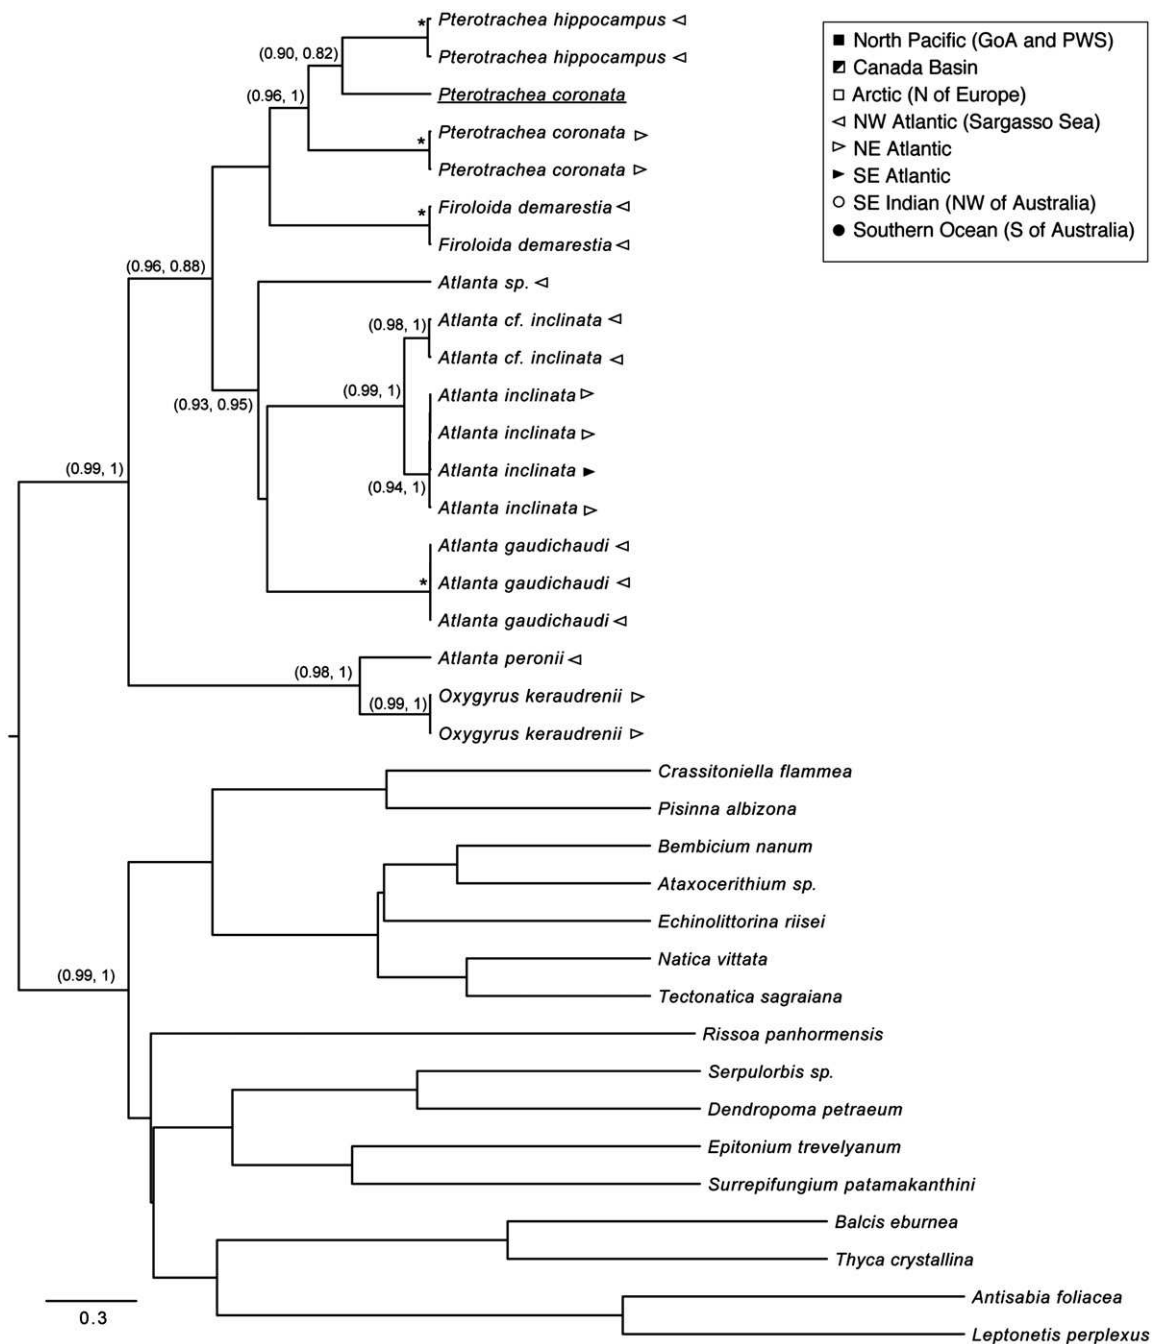 Pterotrachea hippocampus
(0.90, 0.82)
* Pterotrachea hippocampus
Pterotrachea coronata
(0.96, 1)
Pterotrachea coronata
* Pterotrachea coronata
Firoloida demarestia
* Firoloida demarestia
(0.96, 0.88)
Atlanta sp.
Atlanta cf. inclinata
(0.98, 1)
Atlanta cf. inclinata
(0.99, 1)
Atlanta inclinata
(0.93, 0.95)
Atlanta inclinata
(0.99, 1)
Atlanta inclinata
(0.94, 1)
Atlanta inclinata
Atlanta gaudichaudi
* Atlanta gaudichaudi
Atlanta gaudichaudi
Atlanta peronii
(0.98, 1)
Oxygyrus keraudrenii
(0.99, 1)
Oxygyrus keraudrenii
Crassitoniella flammea
Pisinna albizona
Bembicium nanum
Ataxocerithium sp.
Echinolittorina riisei
Natica vittata
(0.99, 1)
Tectonatica sagraiana
Rissoa panhormensis
Serpulorbis sp.
Dendropoma petraeum
Epitonium trevelyanum
Surrepifungium patamakanthini
Balcis eburnea
Thyca crystallina
Antisabia foliacea
Leptonetis perplexus
0.3
North Pacific (GoA and PWS)
Canada Basin
Arctic (N of Europe)
NW Atlantic (Sargasso Sea)
NE Atlantic
SE Atlantic
SE Indian (NW of Australia)
Southern Ocean (S of Australia)